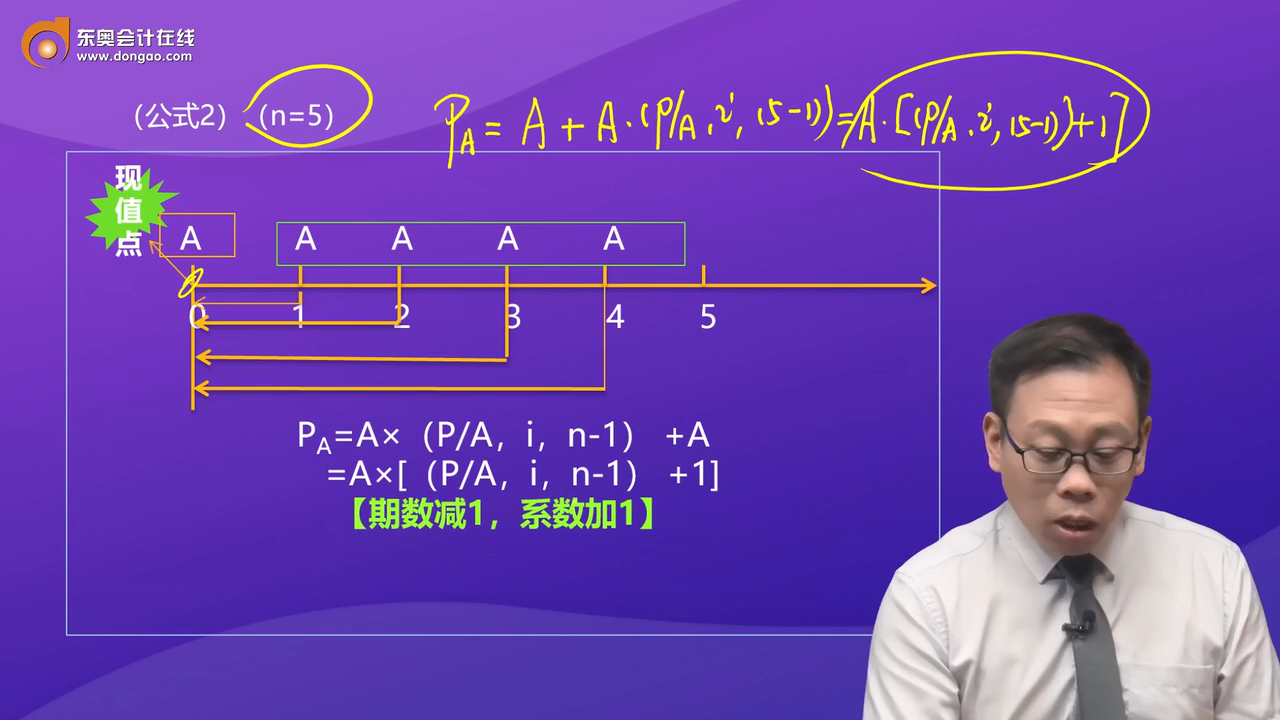 东奥会计在线
www.dongao.com
（公式2）（n=5）
P_A = A + A·(P/A, i, (5-1)) = A·[(P/A, i, (5-1))+1]
现值点
A A A A A
0 1 2 3 4 5
P_A=A×（P/A，i，n-1） +A
=A×[（P/A，i，n-1） +1]
【期数减1，系数加1】